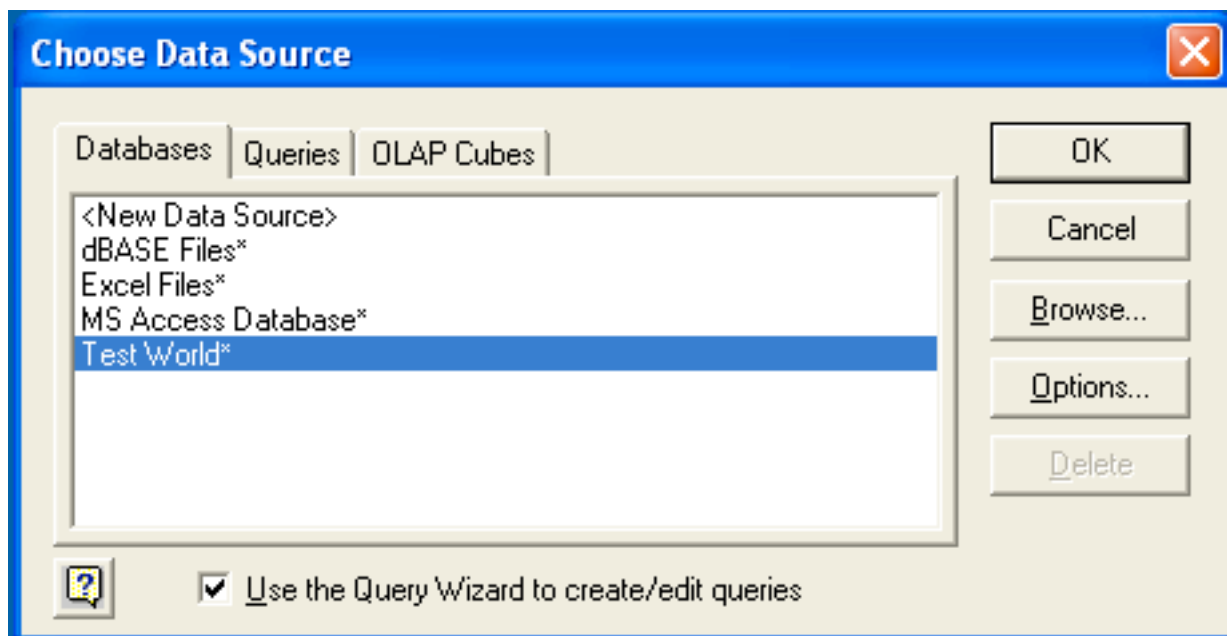 Choose Data Source
Databases Queries OLAP Cubes
<New Data Source>
dBASE Files*
Excel Files*
MS Access Database*
Test World*
OK
Cancel
Browse...
Options...
Delete
?
Use the Query Wizard to create/edit queries